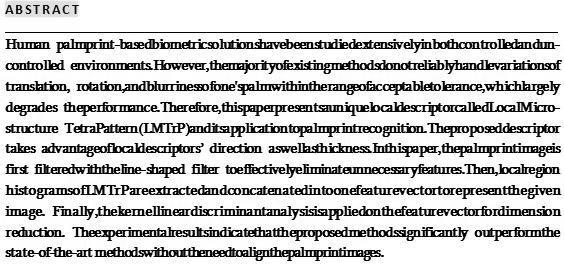 ABSTRACT
Human palmprint-based biometric solutions have been studied extensively in both controlled and un-
controlled environments. However, the majority of existing methods do not reliably handle variations of
translation, rotation, and blurriness of one's palm within the range of acceptable tolerance, which largely
degrades the performance. Therefore, this paper presents a unique local descriptor called Local Micro-
structure Tetra Pattern (LMTrP) and its application to palmprint recognition. The proposed descriptor
takes advantage of local descriptors' direction as well as thickness. In this paper, the palmprint image is
first filtered with the line-shaped filter to effectively eliminate unnecessary features. Then, local region
histograms of LMTrP are extracted and concatenated into one feature vector to represent the given
image. Finally, the kernel linear discriminant analysis is applied on the feature vector for dimension
reduction. The experimental results indicate that the proposed methods significantly outperform the
state-of-the-art methods without the need to align the palmprint images.